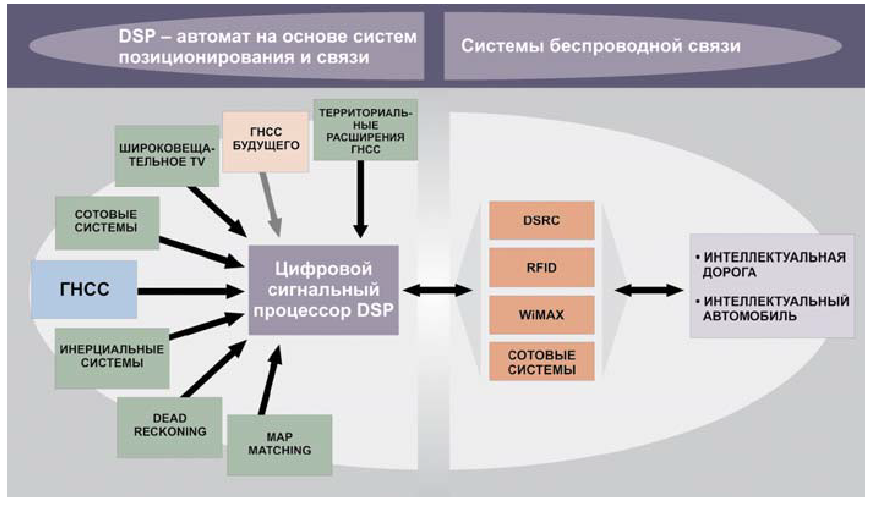 DSP – автомат на основе систем
позиционирования и связи
Системы беспроводной связи
ТЕРРИТОРИАЛЬ-
НЫЕ
РАСШИРЕНИЯ
ГНСС
ГНСС
БУДУЩЕГО
ШИРОКОВЕЩА-
ТЕЛЬНОЕ TV
СОТОВЫЕ
СИСТЕМЫ
ГНСС
ИНЕРЦИАЛЬНЫЕ
СИСТЕМЫ
DEAD
RECKONING
MAP
MATCHING
Цифровой
сигнальный
процессор DSP
DSRC
RFID
WiMAX
СОТОВЫЕ
СИСТЕМЫ
• ИНТЕЛЛЕКТУАЛЬНАЯ
ДОРОГА
• ИНТЕЛЛЕКТУАЛЬНЫЙ
АВТОМОБИЛЬ